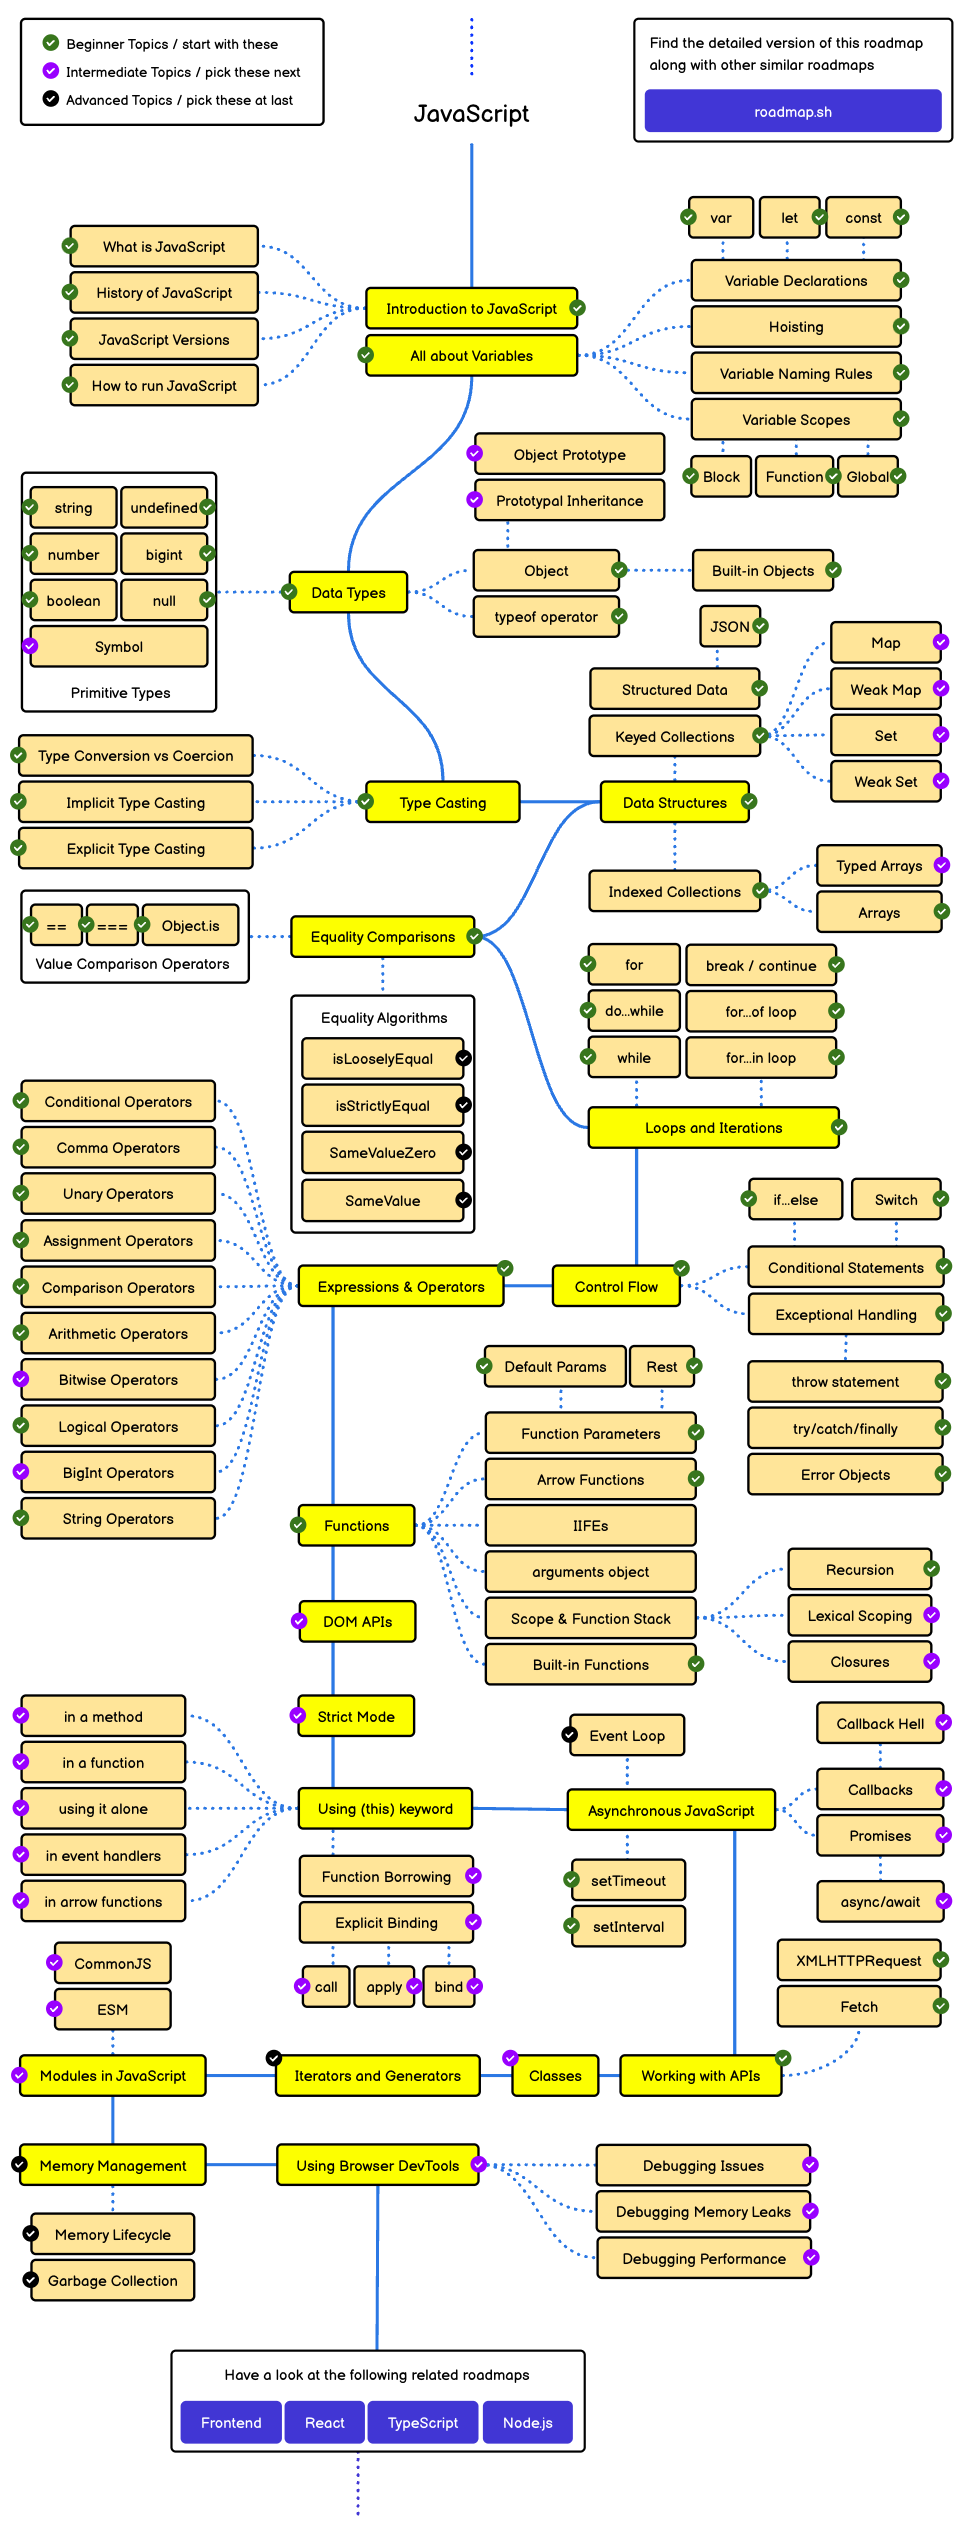 Beginner Topics / start with these
Intermediate Topics / pick these next
Advanced Topics / pick these at last
Find the detailed version of this roadmap
along with other similar roadmaps
roadmap.sh
JavaScript
var
let
const
What is JavaScript
History of JavaScript
JavaScript Versions
How to run JavaScript
Introduction to JavaScript
All about Variables
Variable Declarations
Hoisting
Variable Naming Rules
Variable Scopes
Block
Function
Global
Object Prototype
Prototypal Inheritance
string
undefined
number
bigint
boolean
null
Symbol
Primitive Types
Data Types
Object
typeof operator
Built-in Objects
JSON
Structured Data
Keyed Collections
Map
Weak Map
Set
Weak Set
Type Conversion vs Coercion
Implicit Type Casting
Explicit Type Casting
Type Casting
Data Structures
Indexed Collections
Typed Arrays
Arrays
==
===
Object.is
Value Comparison Operators
Equality Comparisons
Equality Algorithms
isLooselyEqual
isStrictlyEqual
SameValueZero
SameValue
for
break / continue
do...while
for...of loop
while
for...in loop
Loops and Iterations
if...else
Switch
Conditional Statements
Exceptional Handling
throw statement
try/catch/finally
Error Objects
Control Flow
Expressions & Operators
Conditional Operators
Comma Operators
Unary Operators
Assignment Operators
Comparison Operators
Arithmetic Operators
Bitwise Operators
Logical Operators
BigInt Operators
String Operators
Default Params
Rest
Function Parameters
Arrow Functions
IIFEs
arguments object
Scope & Function Stack
Built-in Functions
Functions
Recursion
Lexical Scoping
Closures
DOM APIs
Strict Mode
in a method
in a function
using it alone
in event handlers
in arrow functions
Using (this) keyword
Function Borrowing
Explicit Binding
call
apply
bind
Event Loop
Asynchronous JavaScript
setTimeout
setInterval
Callback Hell
Callbacks
Promises
async/await
XMLHTTPRequest
Fetch
CommonJS
ESM
Modules in JavaScript
Iterators and Generators
Classes
Working with APIs
Memory Management
Using Browser DevTools
Debugging Issues
Debugging Memory Leaks
Debugging Performance
Memory Lifecycle
Garbage Collection
Have a look at the following related roadmaps
Frontend
React
TypeScript
Node.js